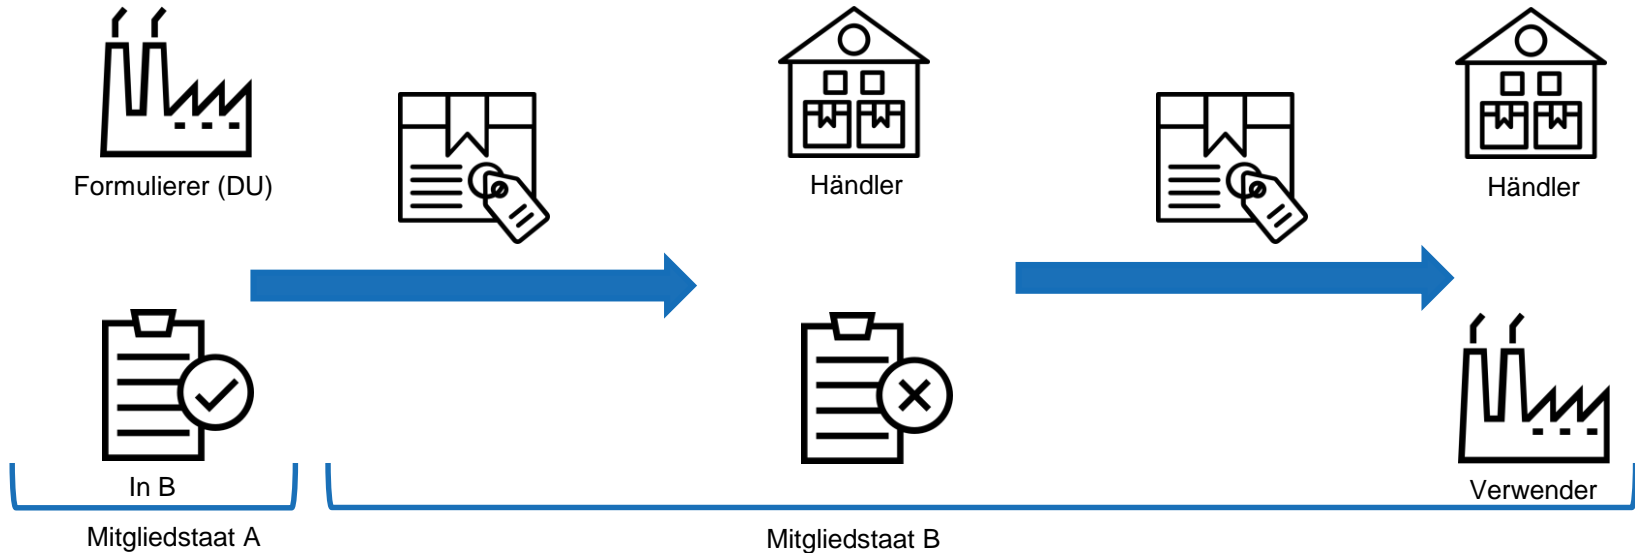 Formulierer (DU)
Händler
Händler
In B
Verwender
Mitgliedstaat A
Mitgliedstaat B